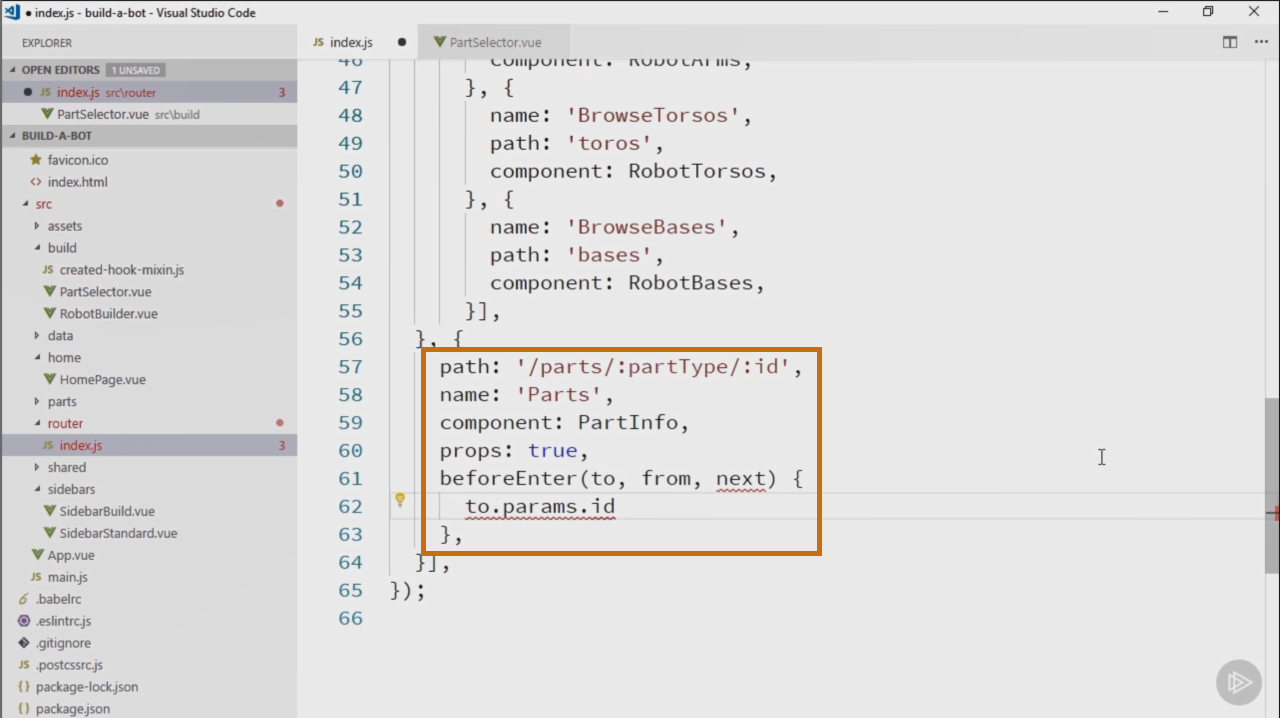 index.js - build-a-bot - Visual Studio Code
EXPLORER
OPEN EDITORS 1 UNSAVED
index.js src\router 3
PartSelector.vue src\build
BUILD-A-BOT
favicon.ico
index.html
src
assets
build
created-hook-mixin.js
PartSelector.vue
RobotBuilder.vue
data
home
HomePage.vue
parts
router
index.js 3
shared
sidebars
SidebarBuild.vue
SidebarStandard.vue
App.vue
main.js
.babelrc
.eslintrc.js
.gitignore
.postcssrc.js
package-lock.json
package.json
index.js
PartSelector.vue
46 component: RobotArms,
47 }, {
48 name: 'BrowseTorsos',
49 path: 'toros',
50 component: RobotTorsos,
51 }, {
52 name: 'BrowseBases',
53 path: 'bases',
54 component: RobotBases,
55 }],
56 }, {
57 path: '/parts/:partType/:id',
58 name: 'Parts',
59 component: PartInfo,
60 props: true,
61 beforeEnter(to, from, next) {
62 to.params.id
63 },
64 }],
65 });
66